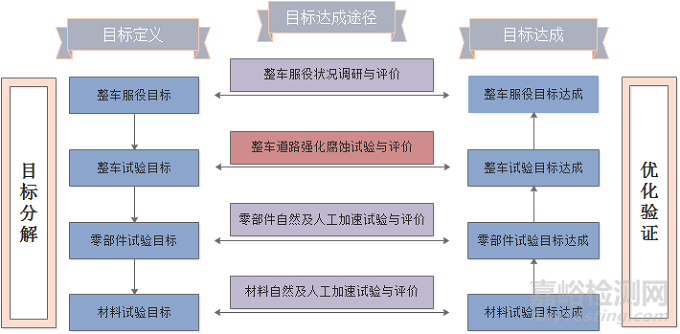 目标定义
目标达成途径
目标达成
目标分解
整车服役目标
整车服役状况调研与评价
整车服役目标达成
整车试验目标
整车道路强化腐蚀试验与评价
整车试验目标达成
零部件试验目标
零部件自然及人工加速试验与评价
零部件试验目标达成
材料试验目标
材料自然及人工加速试验与评价
材料试验目标达成
优化验证
嘉峪检测网